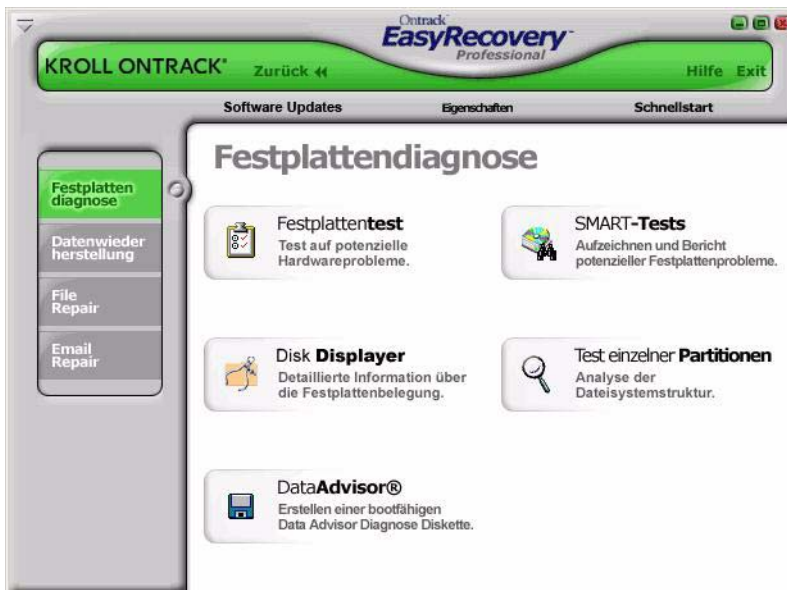 Ontrack
EasyRecovery
Professional
KROLL ONTRACK®
Zurück
Hilfe Exit
Software Updates
Eigenschaften
Schnellstart
Festplatten
diagnose
Datenwieder
herstellung
File
Repair
Email
Repair
Festplattendiagnose
Festplattentest
Test auf potenzielle
Hardwareprobleme.
SMART-Tests
Aufzeichnen und Bericht
potenzieller Festplattenprobleme.
Disk Displayer
Detaillierte Information über
die Festplattenbelegung.
Test einzelner Partitionen
Analyse der
Dateisystemstruktur.
DataAdvisor®
Erstellen einer bootfähigen
Data Advisor Diagnose Diskette.